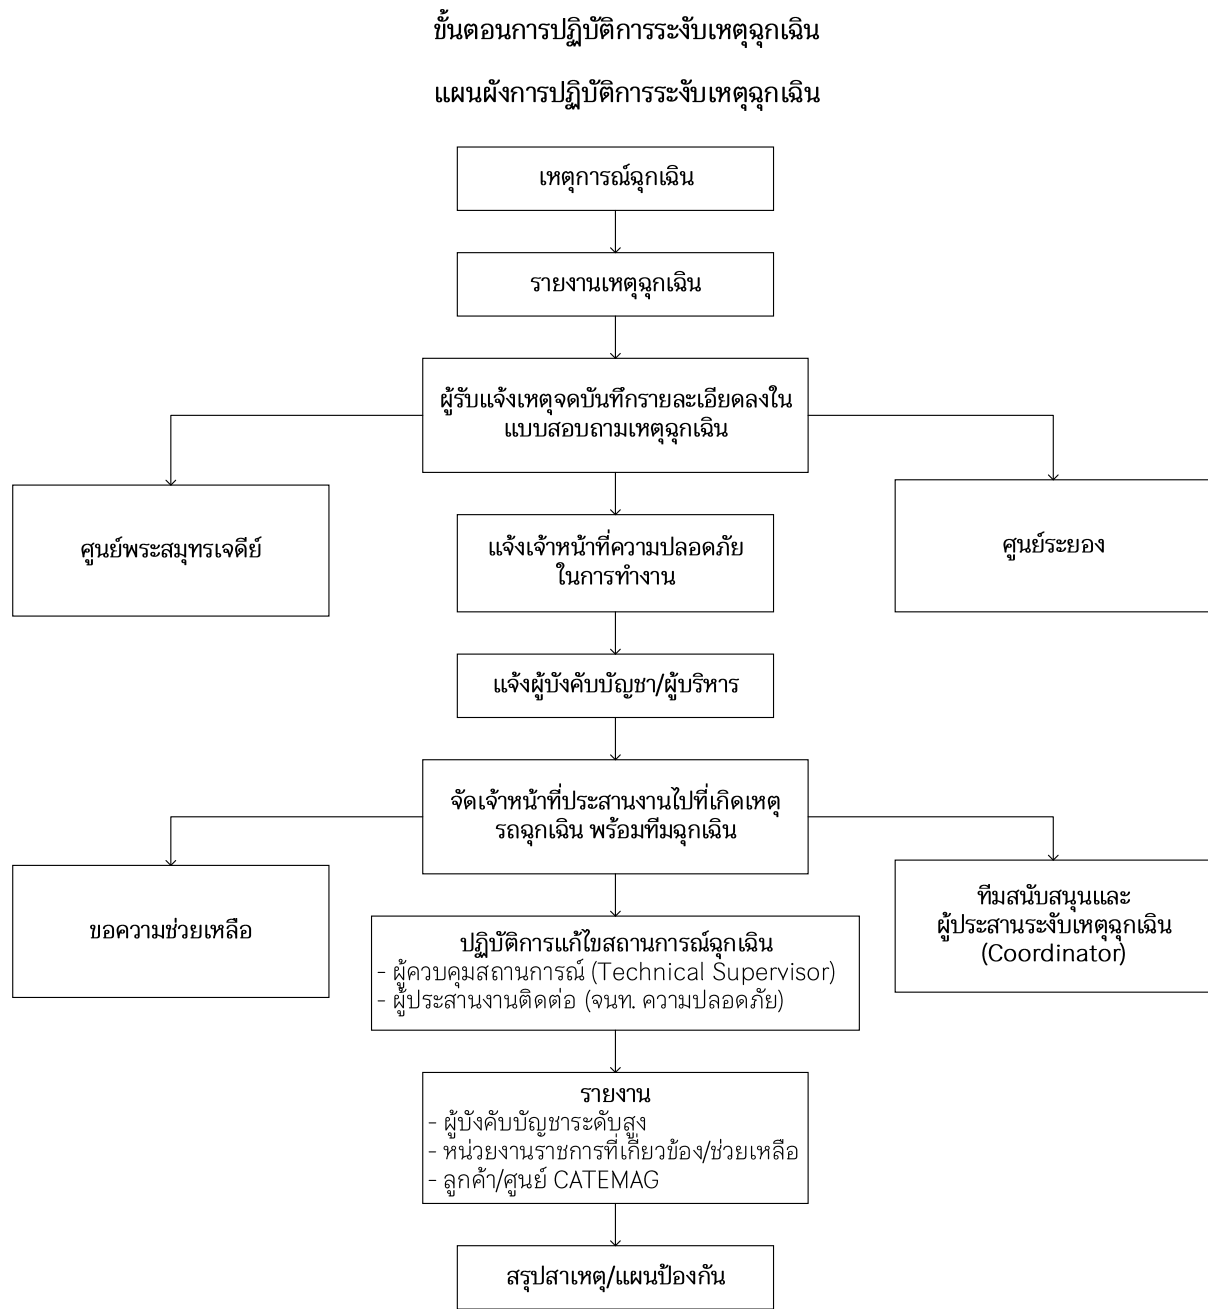 ขั้นตอนการปฏิบัติการระงับเหตุฉุกเฉิน
แผนผังการปฏิบัติการระงับเหตุฉุกเฉิน
เหตุการณ์ฉุกเฉิน
รายงานเหตุฉุกเฉิน
ผู้รับแจ้งเหตุจดบันทึกรายละเอียดลงใน
แบบสอบถามเหตุฉุกเฉิน
ศูนย์พระสมุทรเจดีย์
แจ้งเจ้าหน้าที่ความปลอดภัย
ในการทำงาน
ศูนย์ระยอง
แจ้งผู้บังคับบัญชา/ผู้บริหาร
จัดเจ้าหน้าที่ประสานงานไปที่เกิดเหตุ
รถฉุกเฉิน พร้อมทีมฉุกเฉิน
ขอความช่วยเหลือ
ทีมสนับสนุนและ
ผู้ประสานระงับเหตุฉุกเฉิน
(Coordinator)
ปฏิบัติการแก้ไขสถานการณ์ฉุกเฉิน
- ผู้ควบคุมสถานการณ์ (Technical Supervisor)
- ผู้ประสานงานติดต่อ (จนท. ความปลอดภัย)
รายงาน
- ผู้บังคับบัญชาระดับสูง
- หน่วยงานราชการที่เกี่ยวข้อง/ช่วยเหลือ
- ลูกค้า/ศูนย์ CATEMAG
สรุปสาเหตุ/แผนป้องกัน